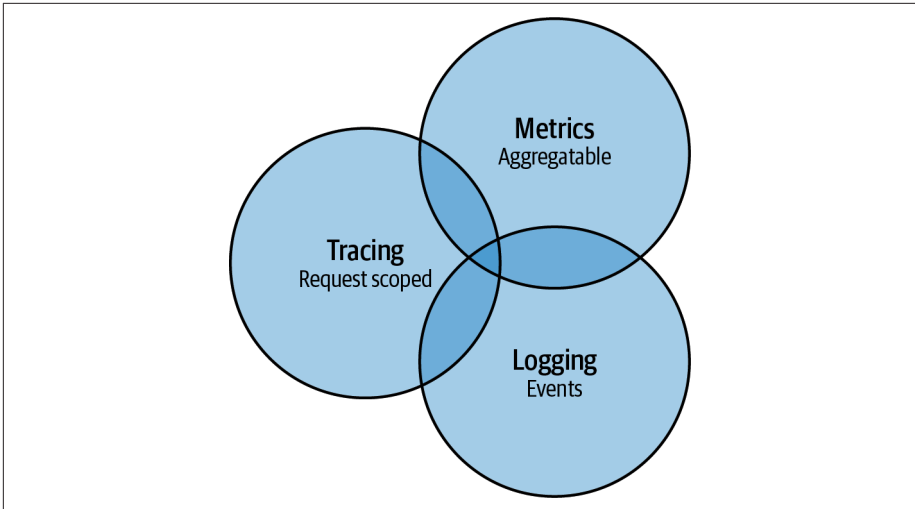 Metrics
Aggregatable
Tracing
Request scoped
Logging
Events